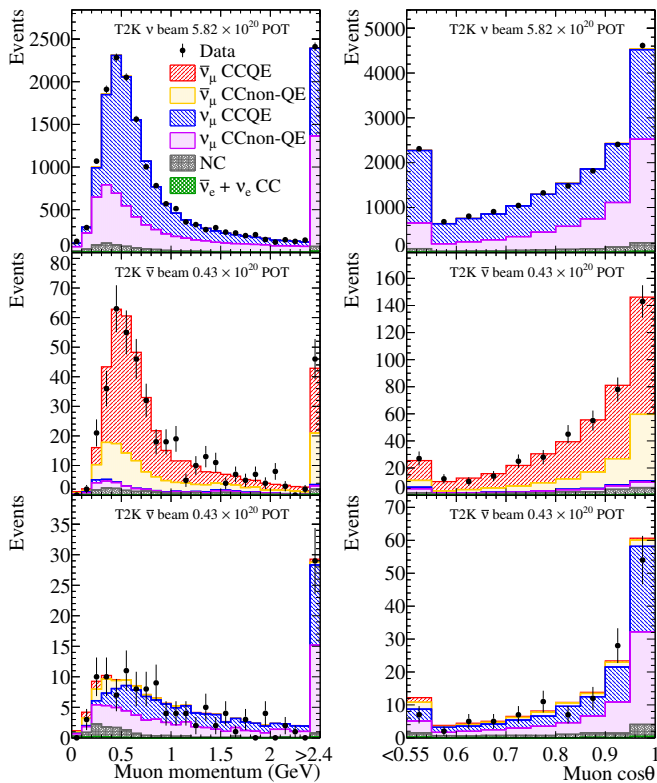 T2K ν beam 5.82 × 10²⁰ POT
Events
2500
2000
1500
1000
500
0
Data
ν̄μ CCQE
ν̄μ CCnon-QE
νμ CCQE
νμ CCnon-QE
NC
ν̄e + νe CC
T2K ν beam 5.82 × 10²⁰ POT
Events
5000
4000
3000
2000
1000
0
T2K ν̄ beam 0.43 × 10²⁰ POT
Events
80
70
60
50
40
30
20
10
0
T2K ν̄ beam 0.43 × 10²⁰ POT
Events
160
140
120
100
80
60
40
20
0
T2K ν̄ beam 0.43 × 10²⁰ POT
Events
35
30
25
20
15
10
5
0
0 0.5 1 1.5 2 >2.4
Muon momentum (GeV)
T2K ν̄ beam 0.43 × 10²⁰ POT
Events
70
60
50
40
30
20
10
0
<0.55 0.6 0.7 0.8 0.9 1
Muon cosθ